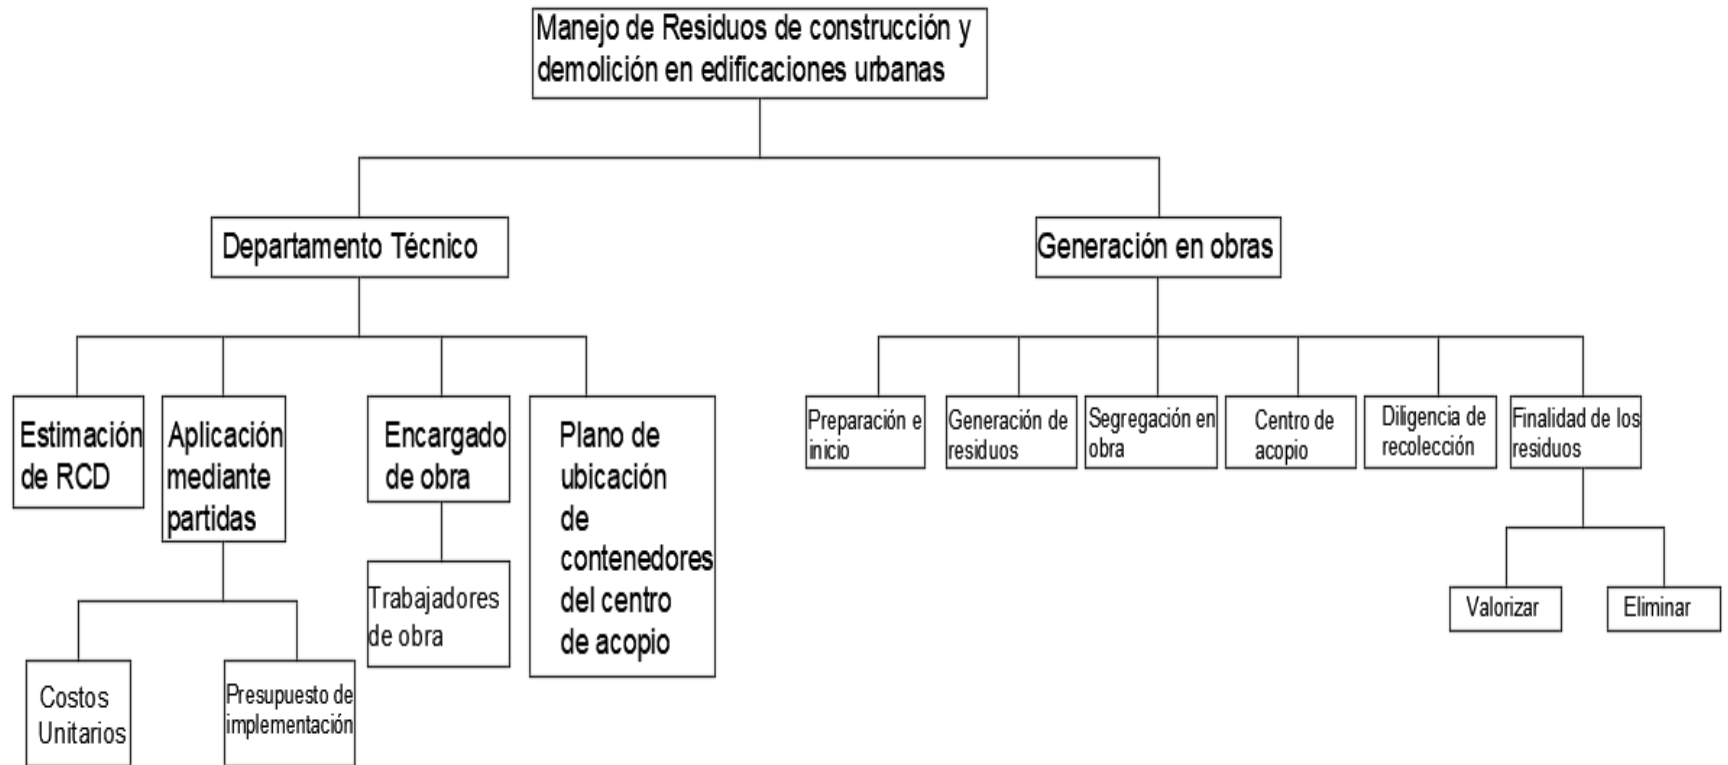 Manejo de Residuos de construcción y
demolición en edificaciones urbanas
Departamento Técnico
Generación en obras
Estimación
de RCD
Aplicación
mediante
partidas
Encargado
de obra
Plano de
ubicación
de
contenedores
del centro
de acopio
Preparación e
inicio
Generación de
residuos
Segregación en
obra
Centro de
acopio
Diligencia de
recolección
Finalidad de los
residuos
Trabajadores
de obra
Valorizar
Eliminar
Costos
Unitarios
Presupuesto de
implementación